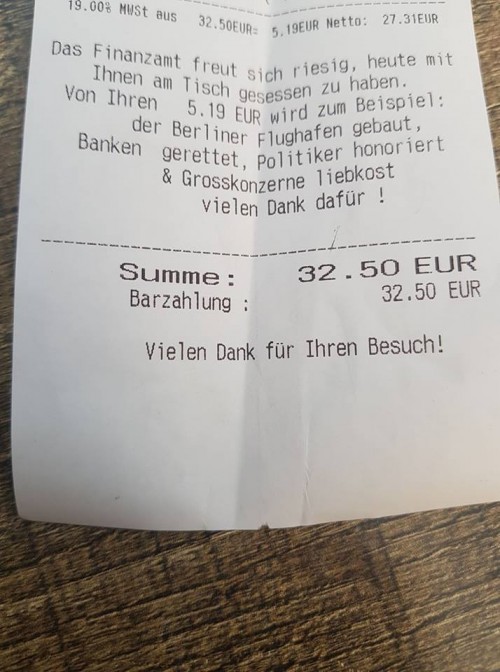 19.00% MWSt aus 32.50EUR= 5.19EUR Netto: 27.31EUR
Das Finanzamt freut sich riesig, heute mit
Ihnen am Tisch gesessen zu haben.
Von Ihren 5.19 EUR wird zum Beispiel:
der Berliner Flughafen gebaut,
Banken gerettet, Politiker honoriert
& Grosskonzerne liebkost
vielen Dank dafür !
Summe: 32.50 EUR
Barzahlung : 32.50 EUR
Vielen Dank für Ihren Besuch!